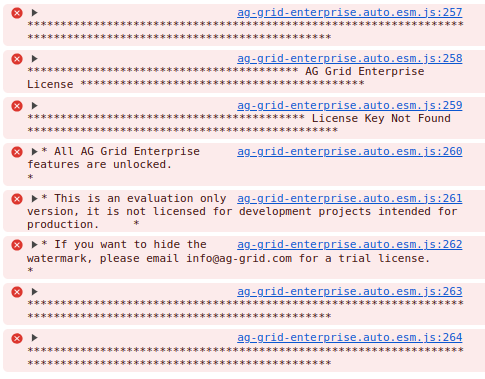 ag-grid-enterprise.auto.esm.js:257
******************************************************************
**********************************************
ag-grid-enterprise.auto.esm.js:258
***************************************** AG Grid Enterprise
License *******************************************
ag-grid-enterprise.auto.esm.js:259
****************************************** License Key Not Found
***********************************************
* All AG Grid Enterprise ag-grid-enterprise.auto.esm.js:260
features are unlocked.
*
* This is an evaluation only ag-grid-enterprise.auto.esm.js:261
version, it is not licensed for development projects intended for
production. *
* If you want to hide the ag-grid-enterprise.auto.esm.js:262
watermark, please email info@ag-grid.com for a trial license.
*
ag-grid-enterprise.auto.esm.js:263
******************************************************************
**********************************************
ag-grid-enterprise.auto.esm.js:264
******************************************************************
**********************************************